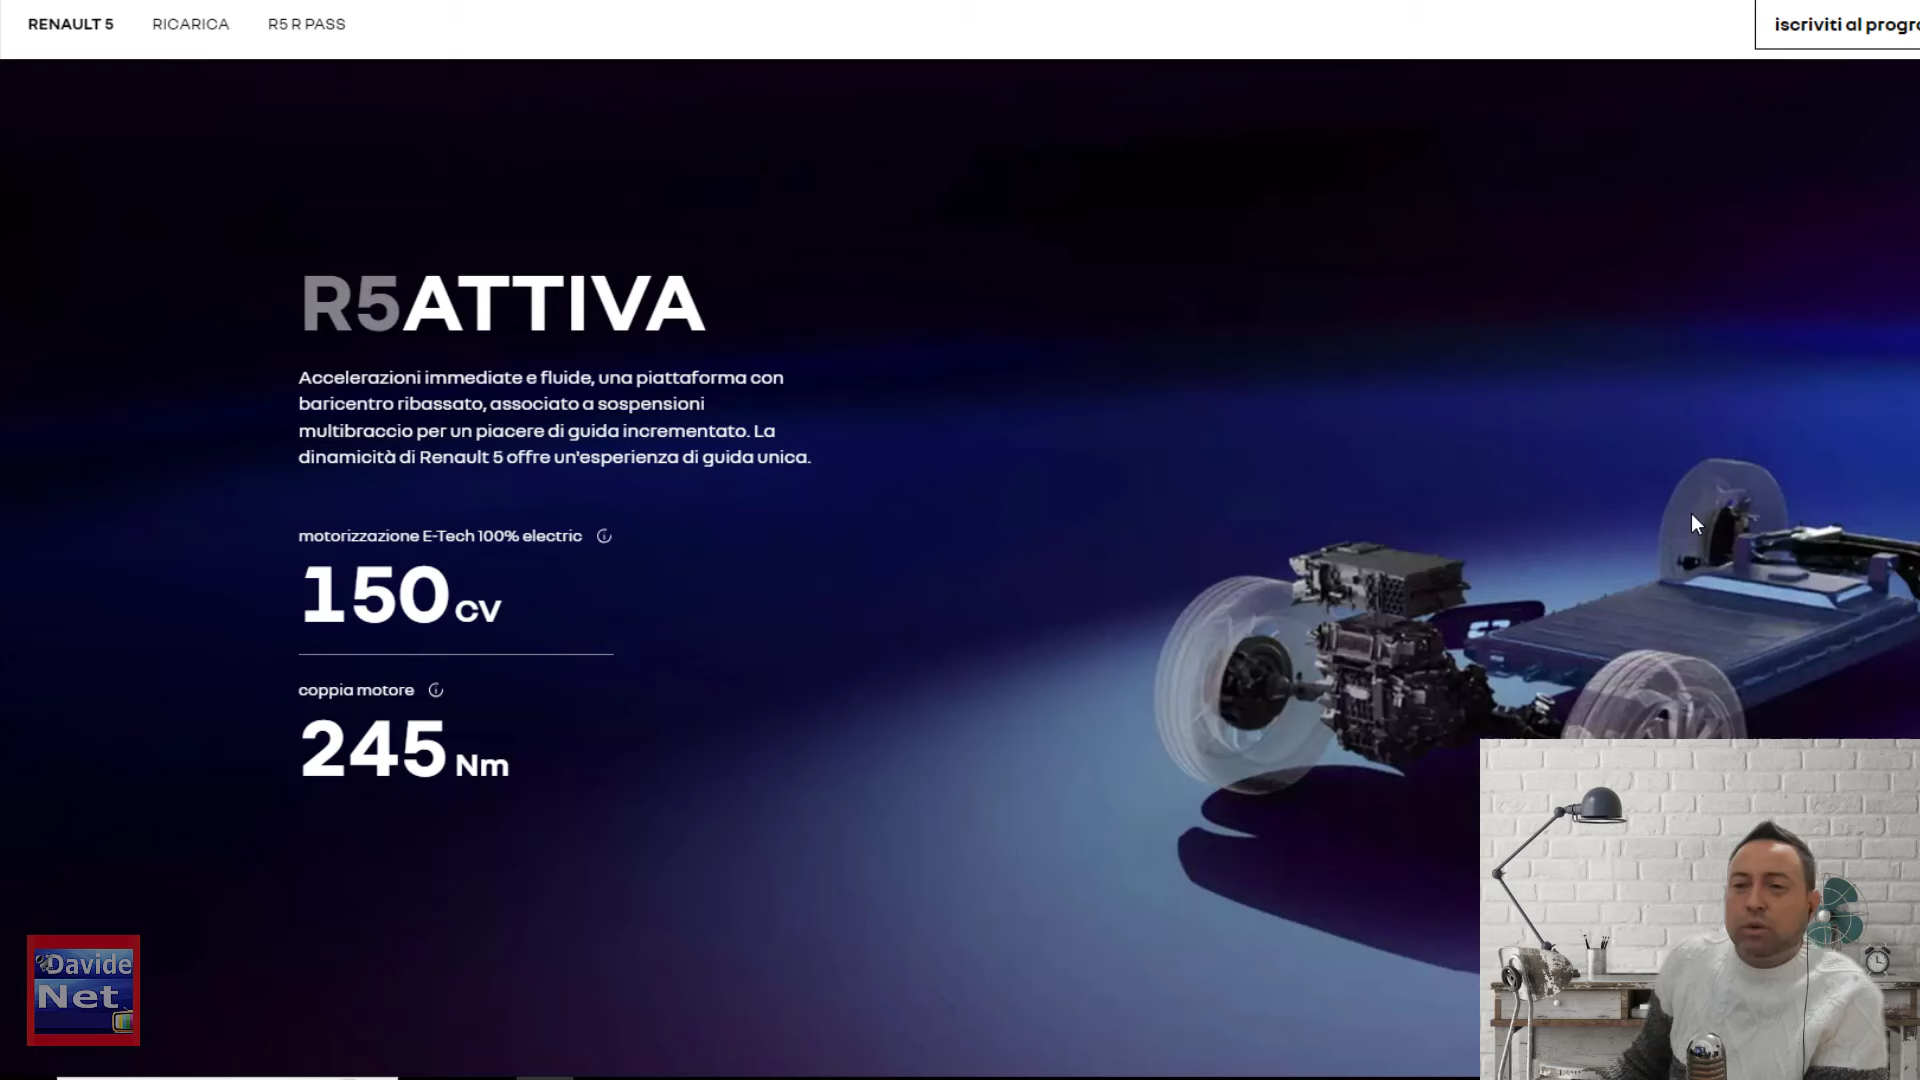 RENAULT 5 RICARICA R5 R PASS
iscriviti al progr
R5ATTIVA
Accelerazioni immediate e fluide, una piattaforma con
baricentro ribassato, associato a sospensioni
multibraccio per un piacere di guida incrementato. La
dinamicità di Renault 5 offre un'esperienza di guida unica.
motorizzazione E-Tech 100% electric
150 CV
coppia motore
245 Nm
Davide
Net